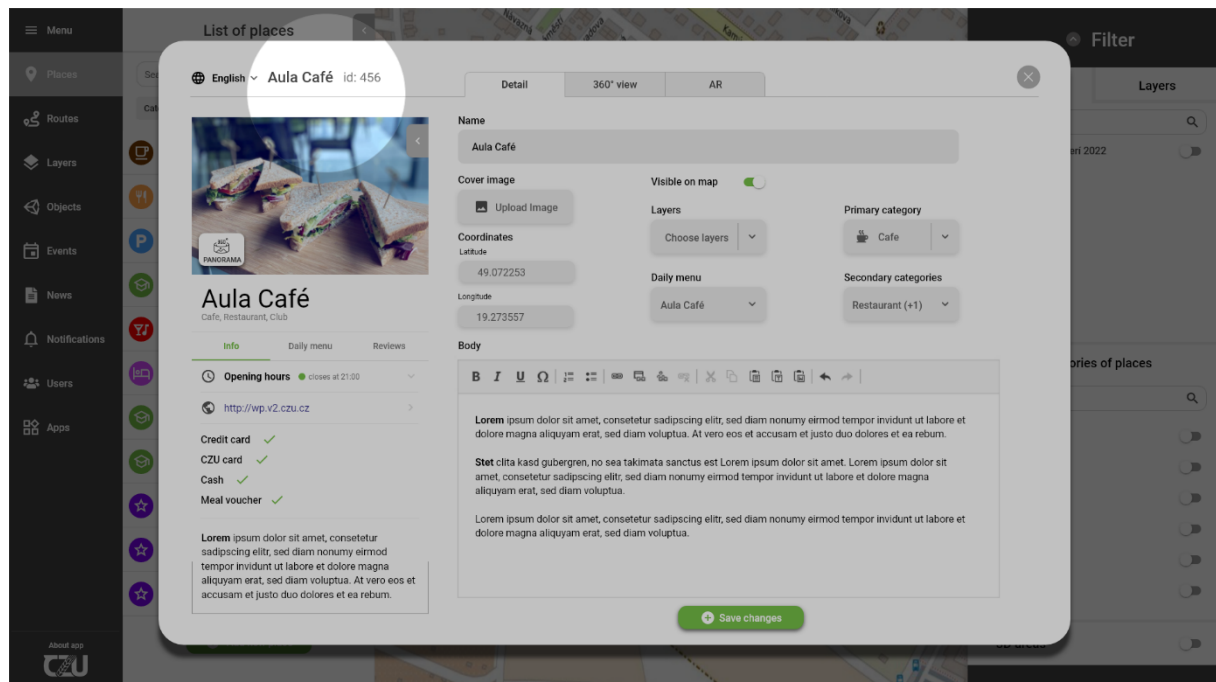 Menu
Places
Routes
Layers
Objects
Events
News
Notifications
Users
Apps
About app
CZU
List of places
Filter
Layers
2022
ories of places
English
Aula Café id: 456
Detail
360° view
AR
PANORAMA
Aula Café
Cafe, Restaurant, Club
Info
Daily menu
Reviews
Opening hours closes at 21:00
http://wp.v2.czu.cz
Credit card
CZU card
Cash
Meal voucher
Lorem ipsum dolor sit amet, consetetur
sadipscing elitr, sed diam nonumy eirmod
tempor invidunt ut labore et dolore magna
aliquyam erat, sed diam voluptua. At vero eos et
accusam et justo duo dolores et ea rebum.
Name
Aula Café
Cover image
Upload Image
Visible on map
Layers
Choose layers
Primary category
Cafe
Coordinates
Latitude
49.072253
Longitude
19.273557
Daily menu
Aula Café
Secondary categories
Restaurant (+1)
Body
B I U Ω
Lorem ipsum dolor sit amet, consetetur sadipscing elitr, sed diam nonumy eirmod tempor invidunt ut labore et
dolore magna aliquyam erat, sed diam voluptua. At vero eos et accusam et justo duo dolores et ea rebum.
Stet clita kasd gubergren, no sea takimata sanctus est Lorem ipsum dolor sit amet. Lorem ipsum dolor sit
amet, consetetur sadipscing elitr, sed diam nonumy eirmod tempor invidunt ut labore et dolore magna
aliquyam erat, sed diam voluptua.
Lorem ipsum dolor sit amet, consetetur sadipscing elitr, sed diam nonumy eirmod tempor invidunt ut labore et
dolore magna aliquyam erat, sed diam voluptua.
Save changes